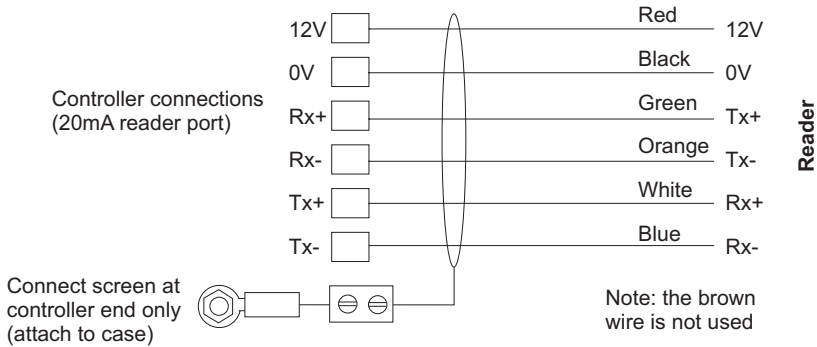 12V Red 12V
0V Black 0V
Controller connections
(20mA reader port)
Rx+ Green Tx+
Rx- Orange Tx-
Tx+ White Rx+
Tx- Blue Rx-
Reader
Connect screen at
controller end only
(attach to case)
Note: the brown
wire is not used